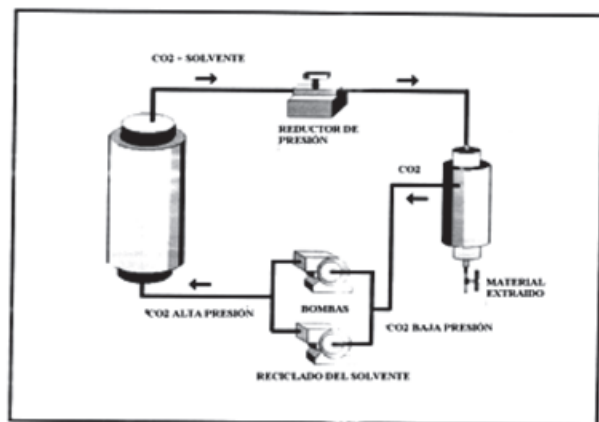 CO2 - SOLVENTE
REDUCTOR DE
PRESIÓN
CO2
MATERIAL
EXTRAIDO
CO2 ALTA PRESIÓN
BOMBAS
CO2 BAJA PRESIÓN
RECICLADO DEL SOLVENTE